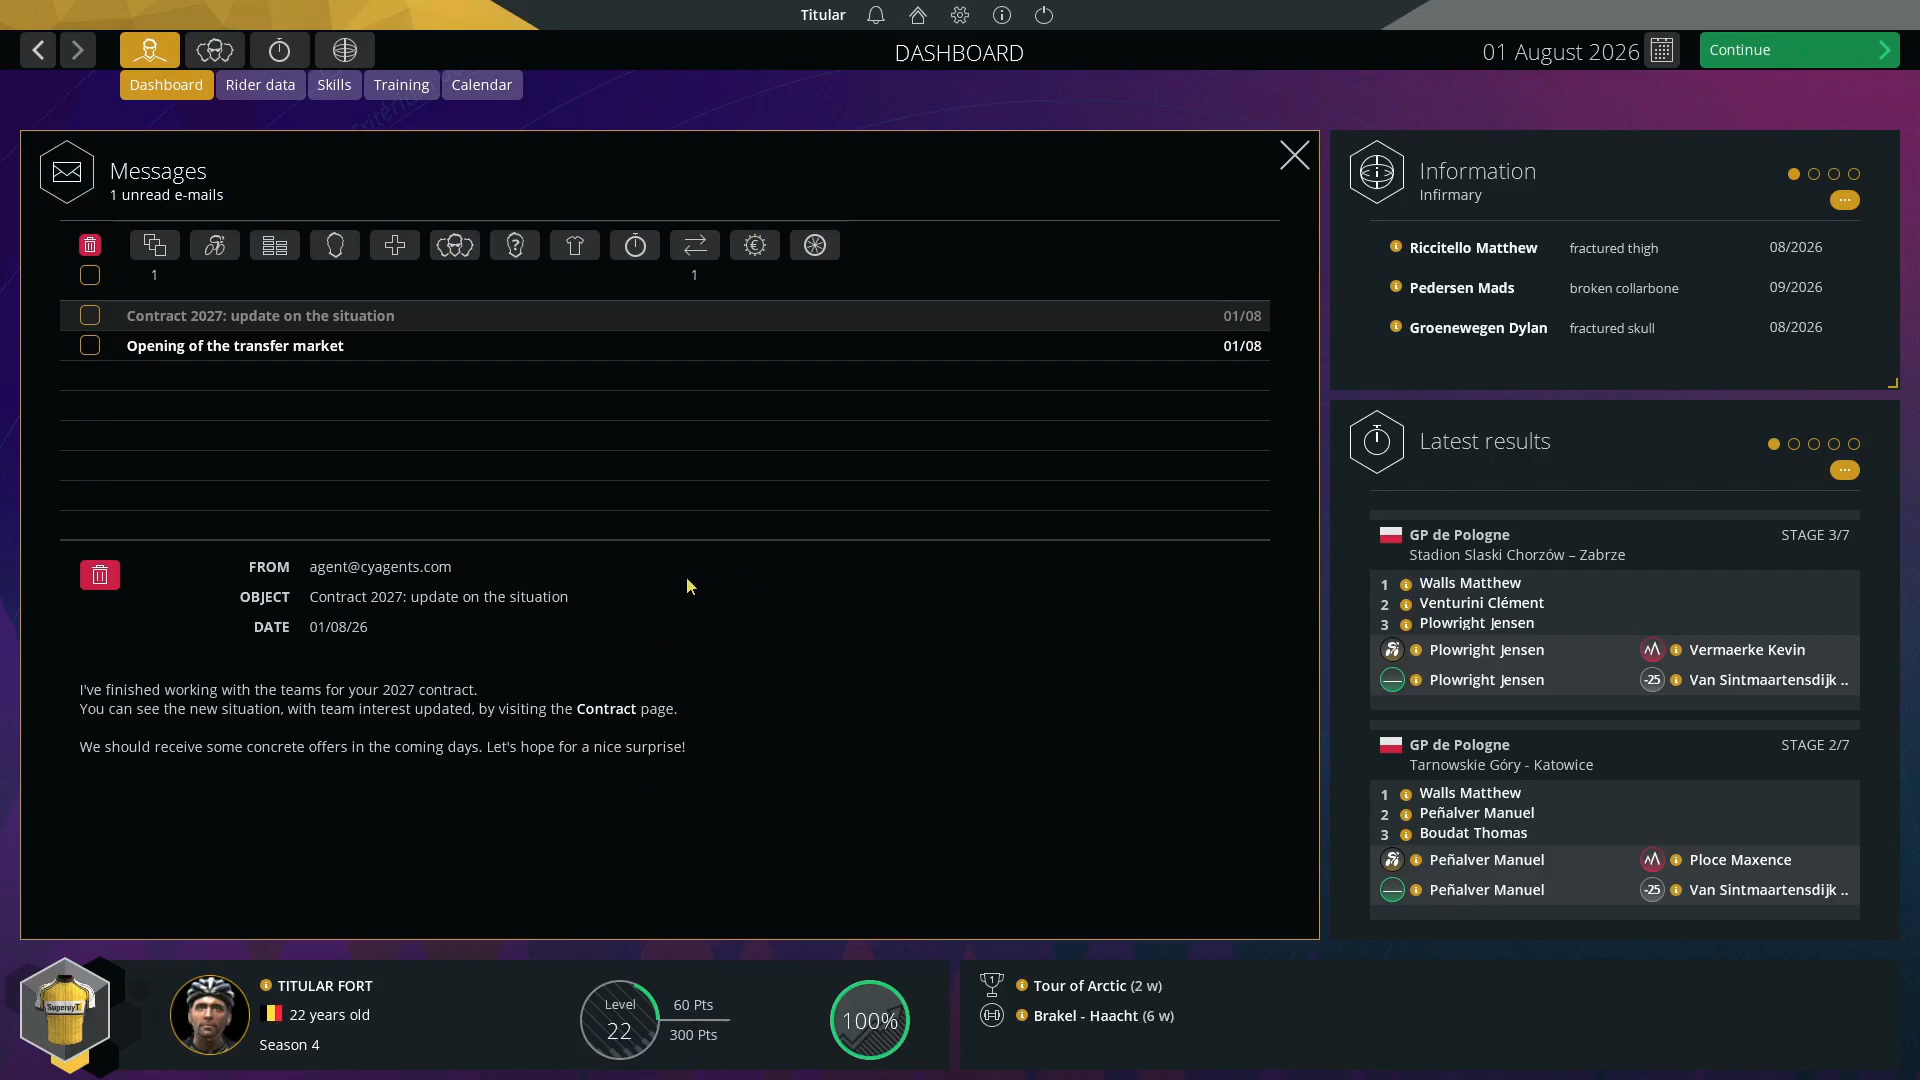 Titular
DASHBOARD
01 August 2026
Continue
Dashboard
Rider data
Skills
Training
Calendar
Messages
1 unread e-mails
1
1
Contract 2027: update on the situation
01/08
Opening of the transfer market
01/08
FROM
agent@cyagents.com
OBJECT
Contract 2027: update on the situation
DATE
01/08/26
I've finished working with the teams for your 2027 contract.
You can see the new situation, with team interest updated, by visiting the Contract page.
We should receive some concrete offers in the coming days. Let's hope for a nice surprise!
Information
Infirmary
Riccitello Matthew fractured thigh 08/2026
Pedersen Mads broken collarbone 09/2026
Groenewegen Dylan fractured skull 08/2026
Latest results
GP de Pologne STAGE 3/7
Stadion Slaski Chorzów – Zabrze
1 Walls Matthew
2 Venturini Clément
3 Plowright Jensen
Plowright Jensen Vermaerke Kevin
Plowright Jensen -25 Van Sintmaartensdijk ..
GP de Pologne STAGE 2/7
Tarnowskie Góry - Katowice
1 Walls Matthew
2 Peñalver Manuel
3 Boudat Thomas
Peñalver Manuel Ploce Maxence
Peñalver Manuel -25 Van Sintmaartensdijk ..
TITULAR FORT
22 years old
Season 4
Level
22
60 Pts
300 Pts
100%
Tour of Arctic (2 w)
Brakel - Haacht (6 w)